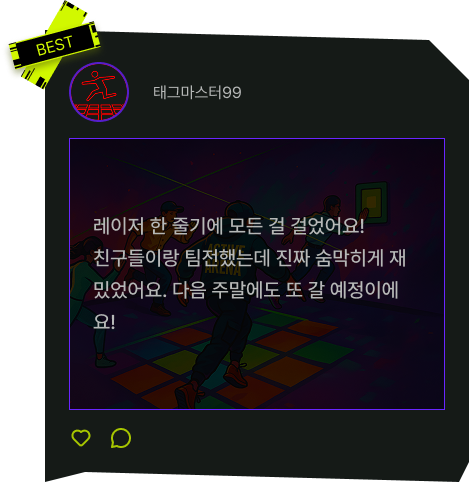 BEST
태그마스터99
레이저 한 줄기에 모든 걸 걸었어요!
친구들이랑 팀전했는데 진짜 숨막히게 재
밌었어요. 다음 주말에도 또 갈 예정이에
요!
ACTIVE
ARENA